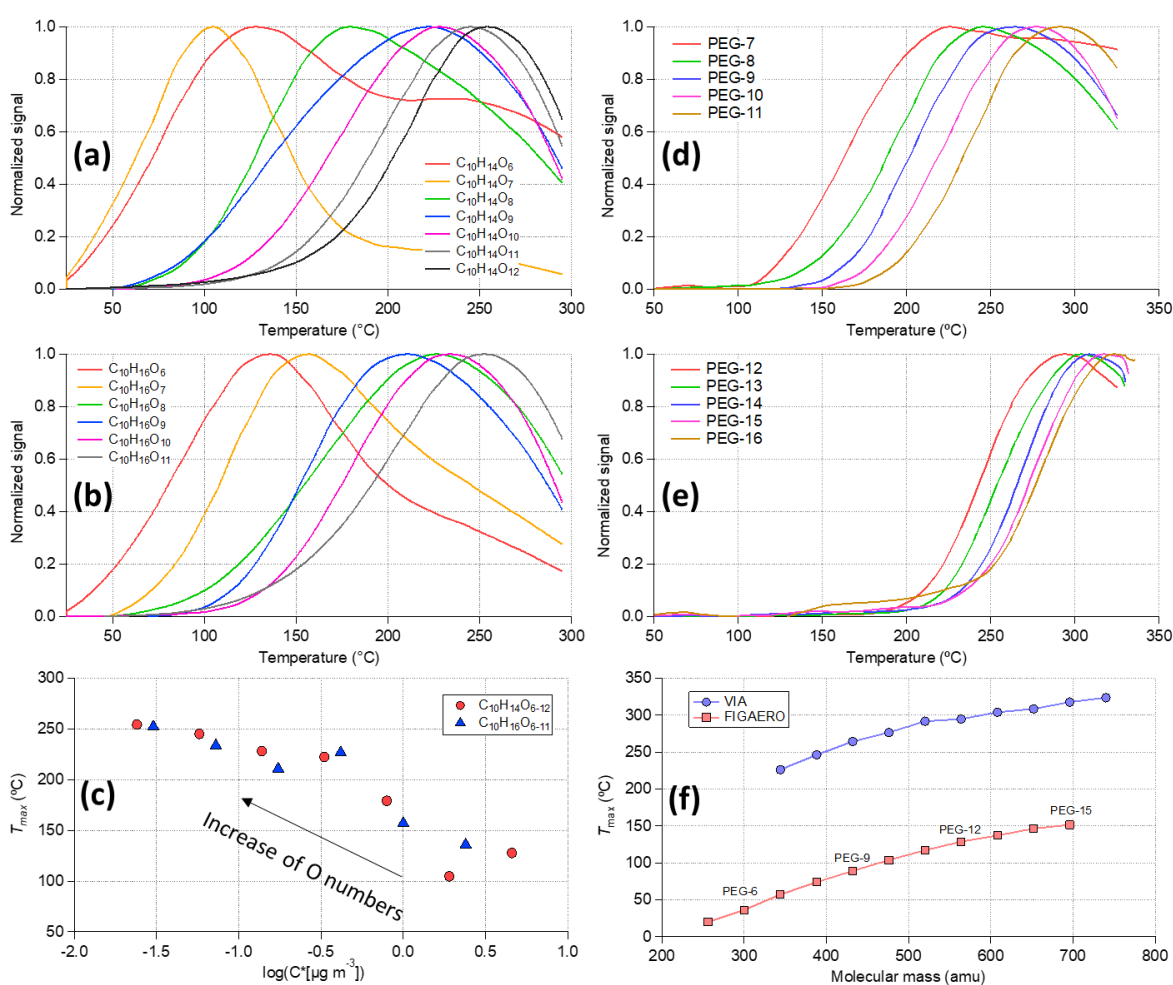 1.0
0.8
0.6
0.4
0.2
0.0
Normalized signal
(a)
C₁₀H₁₄O₆
C₁₀H₁₄O₇
C₁₀H₁₄O₈
C₁₀H₁₄O₉
C₁₀H₁₄O₁₀
C₁₀H₁₄O₁₁
C₁₀H₁₄O₁₂
50 100 150 200 250 300
Temperature (°C)
1.0
0.8
0.6
0.4
0.2
0.0
Normalized signal
(d)
PEG-7
PEG-8
PEG-9
PEG-10
PEG-11
50 100 150 200 250 300 350
Temperature (ºC)
1.0
0.8
0.6
0.4
0.2
0.0
Normalized signal
(b)
C₁₀H₁₆O₆
C₁₀H₁₆O₇
C₁₀H₁₆O₈
C₁₀H₁₆O₉
C₁₀H₁₆O₁₀
C₁₀H₁₆O₁₁
50 100 150 200 250 300
Temperature (°C)
1.0
0.8
0.6
0.4
0.2
0.0
Normalized signal
(e)
PEG-12
PEG-13
PEG-14
PEG-15
PEG-16
50 100 150 200 250 300 350
Temperature (ºC)
300
250
200
150
100
50
Tmax (ºC)
(c)
C₁₀H₁₄O₆₋₁₂
C₁₀H₁₆O₆₋₁₁
Increase of O numbers
-2.0 -1.5 -1.0 -0.5 0.0 0.5 1.0
log(C*[µg m⁻³)
350
300
250
200
150
100
50
0
Tmax (ºC)
(f)
VIA
FIGAERO
PEG-6
PEG-9
PEG-12
PEG-15
200 300 400 500 600 700 800
Molecular mass (amu)